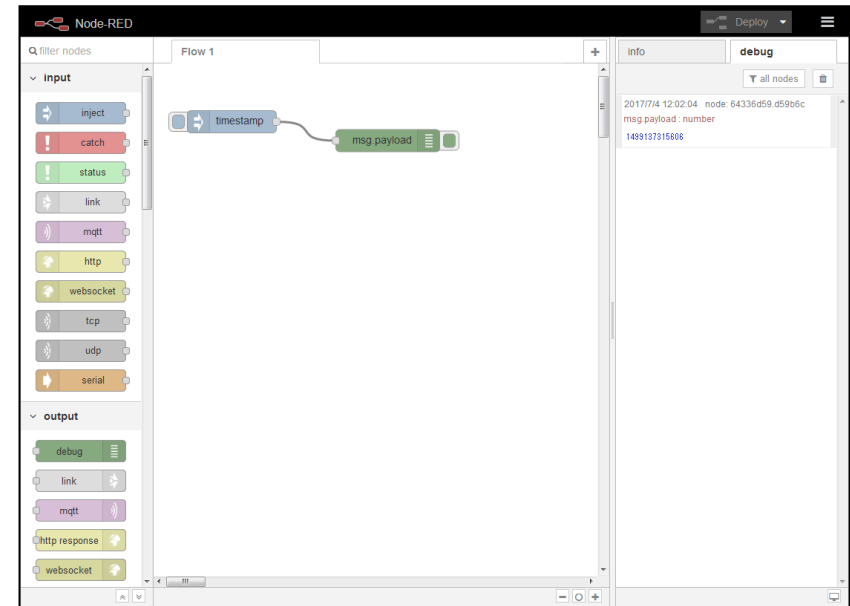 Node-RED
Deploy
filter nodes
Flow 1
info
debug
input
all nodes
inject
catch
status
link
mqtt
http
websocket
tcp
udp
serial
output
debug
link
mqtt
http response
websocket
timestamp
msg.payload
2017/7/4 12:02:04 node: 64336d59.d59b6c
msg.payload : number
1499137315606